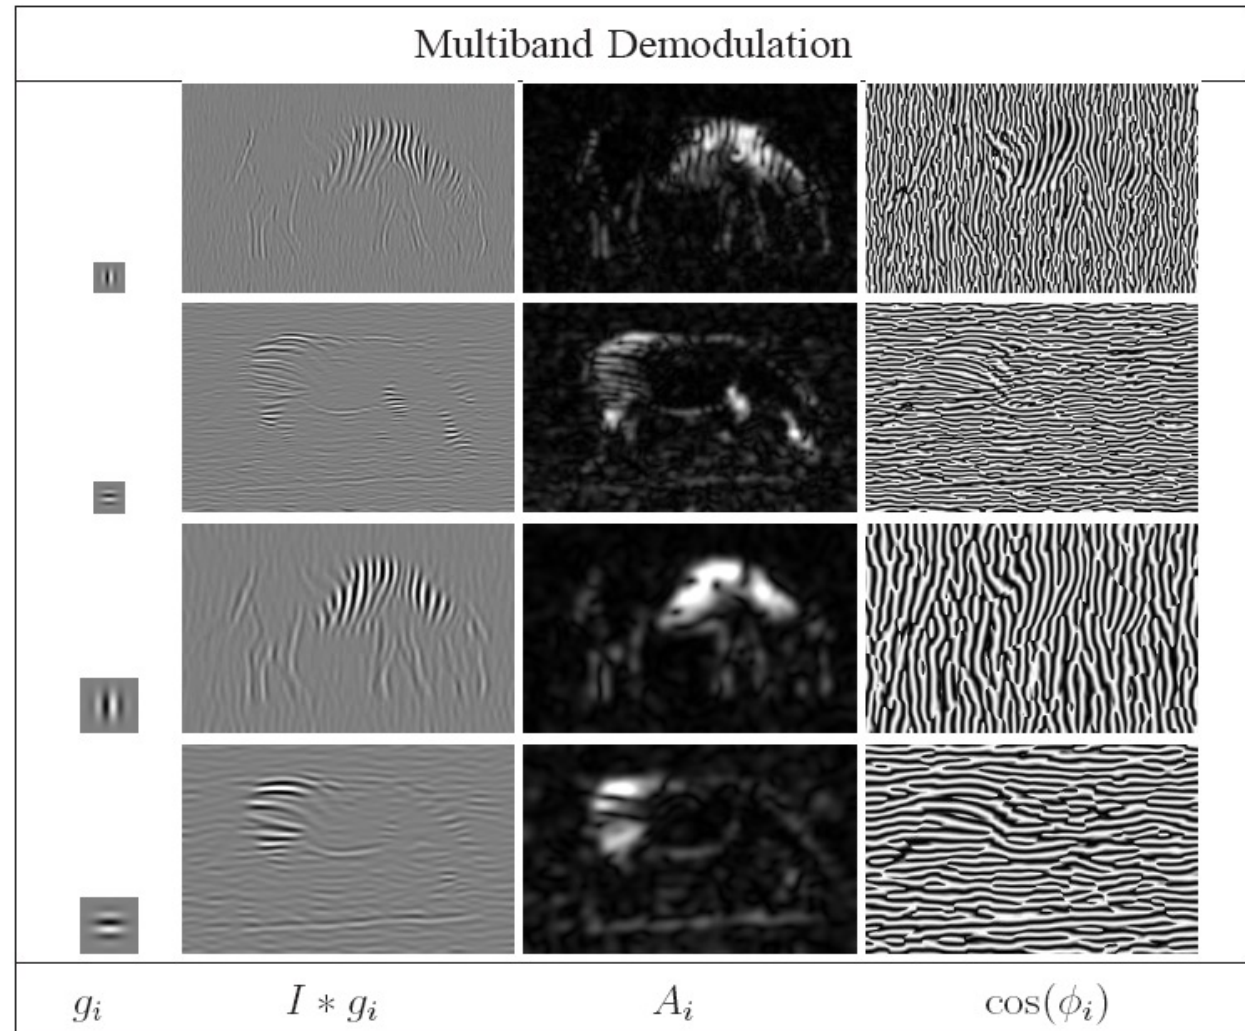 Multiband Demodulation
g_i I * g_i A_i cos(ϕ_i)